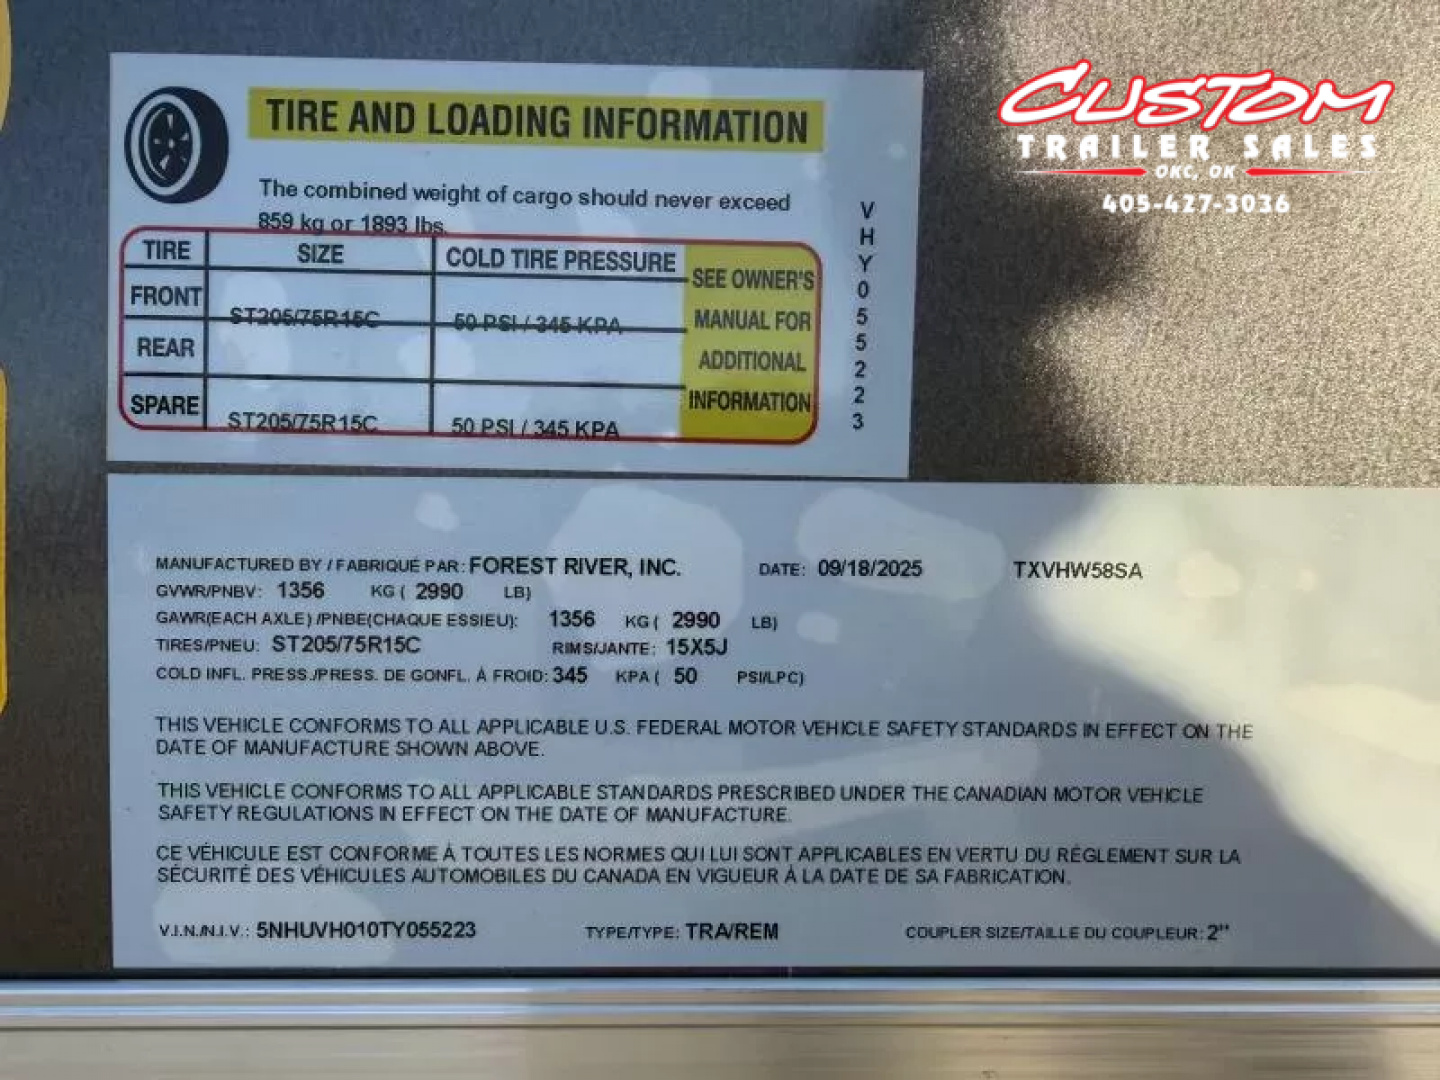 CUSTOM
TRAILER SALES
OKC, OK
405-427-3036
TIRE AND LOADING INFORMATION
The combined weight of cargo should never exceed
859 kg or 1893 lbs.
TIRE SIZE COLD TIRE PRESSURE
FRONT ST205/75R15C 50 PSI / 345 KPA
REAR
SPARE ST205/75R15C 50 PSI / 345 KPA
SEE OWNER'S
MANUAL FOR
ADDITIONAL
INFORMATION
VHY055223
MANUFACTURED BY / FABRIQUÉ PAR: FOREST RIVER, INC. DATE: 09/18/2025 TXVHW58SA
GVWR/PNBV: 1356 KG ( 2990 LB)
GAWR(EACH AXLE) /PNBE(CHAQUE ESSIEU): 1356 KG ( 2990 LB)
TIRES/PNEU: ST205/75R15C RIMS/JANTE: 15X5J
COLD INFL. PRESS./PRESS. DE GONFL. À FROID: 345 KPA ( 50 PSI/LPC)
THIS VEHICLE CONFORMS TO ALL APPLICABLE U.S. FEDERAL MOTOR VEHICLE SAFETY STANDARDS IN EFFECT ON THE
DATE OF MANUFACTURE SHOWN ABOVE.
THIS VEHICLE CONFORMS TO ALL APPLICABLE STANDARDS PRESCRIBED UNDER THE CANADIAN MOTOR VEHICLE
SAFETY REGULATIONS IN EFFECT ON THE DATE OF MANUFACTURE.
CE VÉHICULE EST CONFORME À TOUTES LES NORMES QUI LUI SONT APPLICABLES EN VERTU DU RÉGLEMENT SUR LA
SÉCURITÉ DES VÉHICULES AUTOMOBILES DU CANADA EN VIGUEUR À LA DATE DE SA FABRICATION.
V.I.N./N.I.V.: 5NHUVH010TY055223 TYPE/TYPE: TRA/REM COUPLER SIZE/TAILLE DU COUPLEUR: 2"